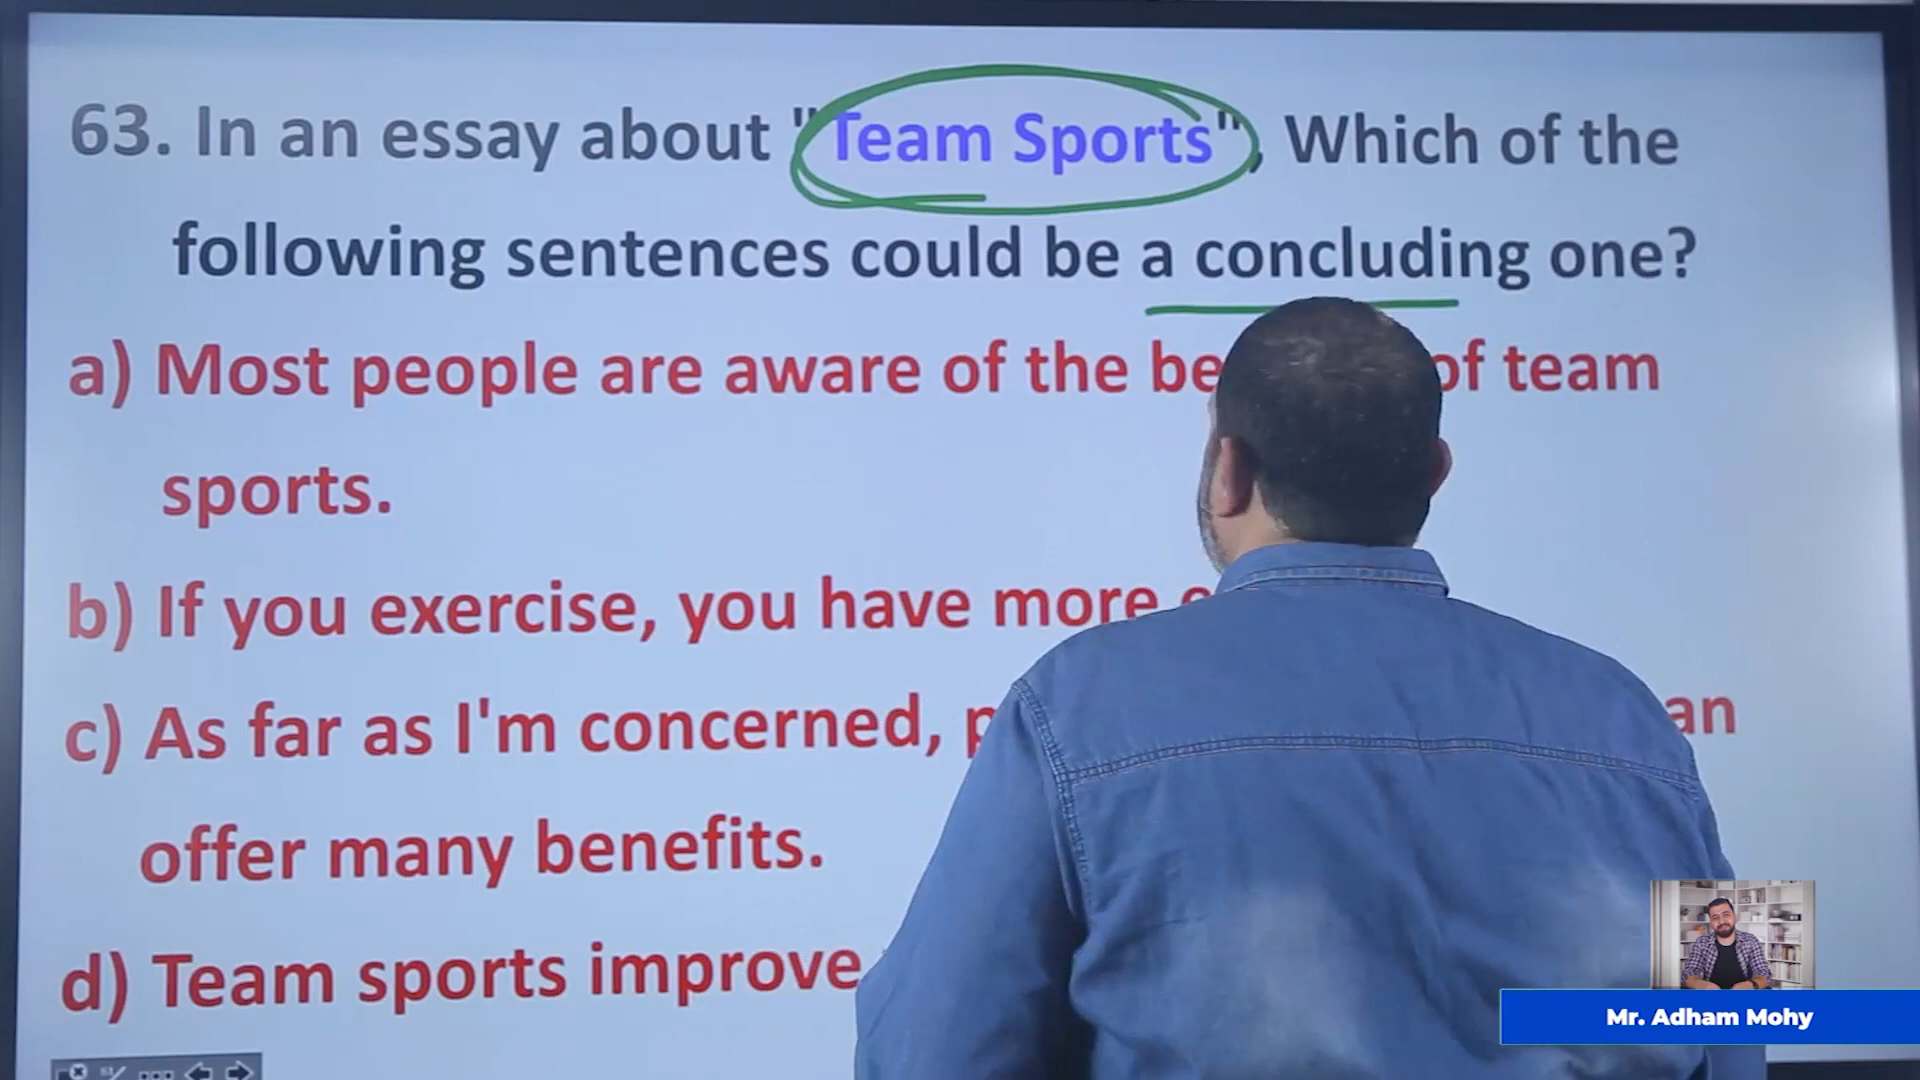 63. In an essay about "Team Sports", Which of the
following sentences could be a concluding one?
a) Most people are aware of the of team
sports.
b) If you exercise, you have more
c) As far as I'm concerned,
offer many benefits.
d) Team sports improve
Mr. Adham Mohy